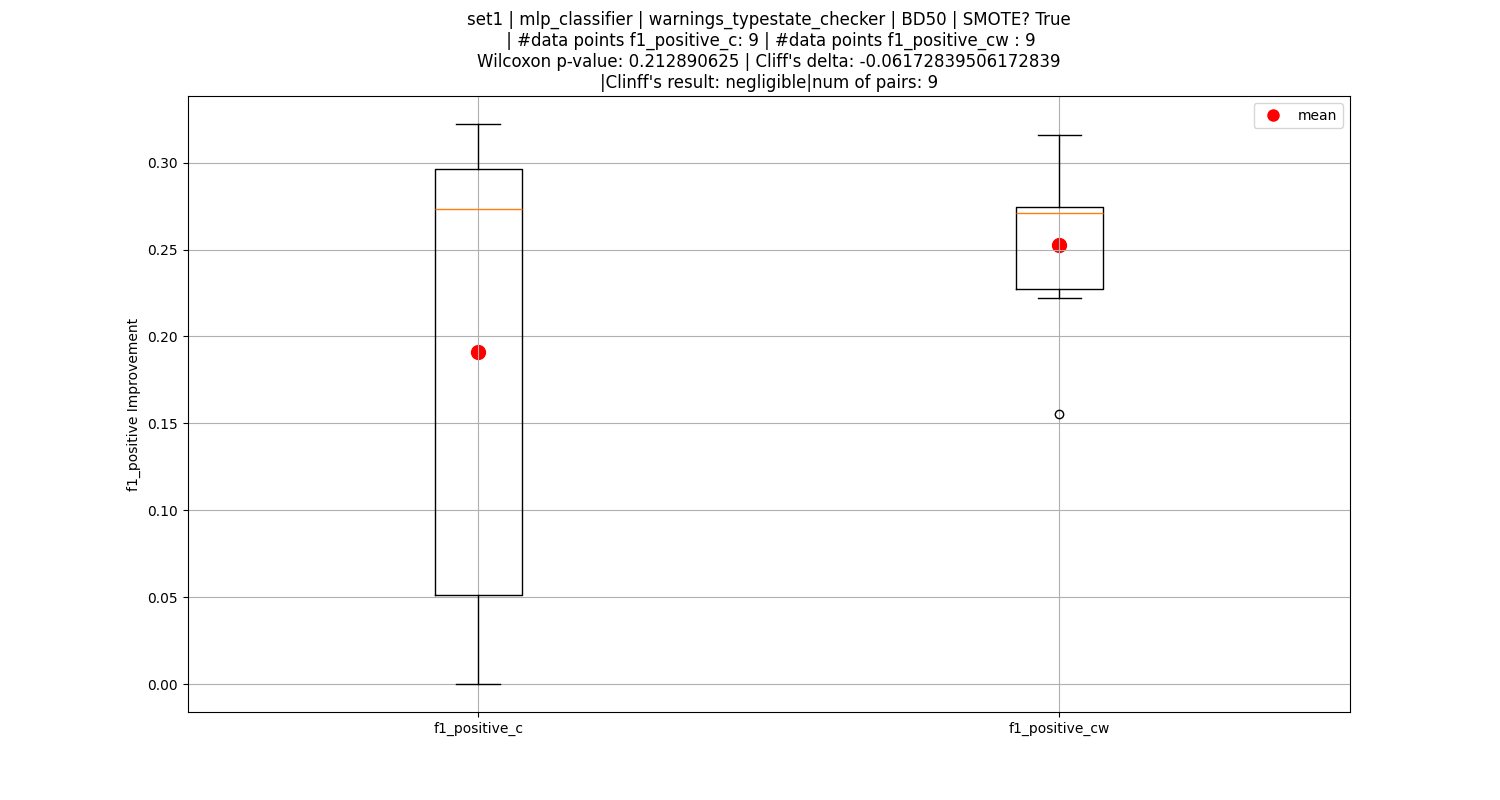 set1 | mlp_classifier | warnings_typestate_checker | BD50 | SMOTE? True
| #data points f1_positive_c: 9 | #data points f1_positive_cw : 9
Wilcoxon p-value: 0.212890625 | Cliff's delta: -0.06172839506172839
|Clinff's result: negligible|num of pairs: 9
mean
0.30
0.25
0.20
0.15
0.10
0.05
0.00
f1_positive Improvement
f1_positive_c
f1_positive_cw